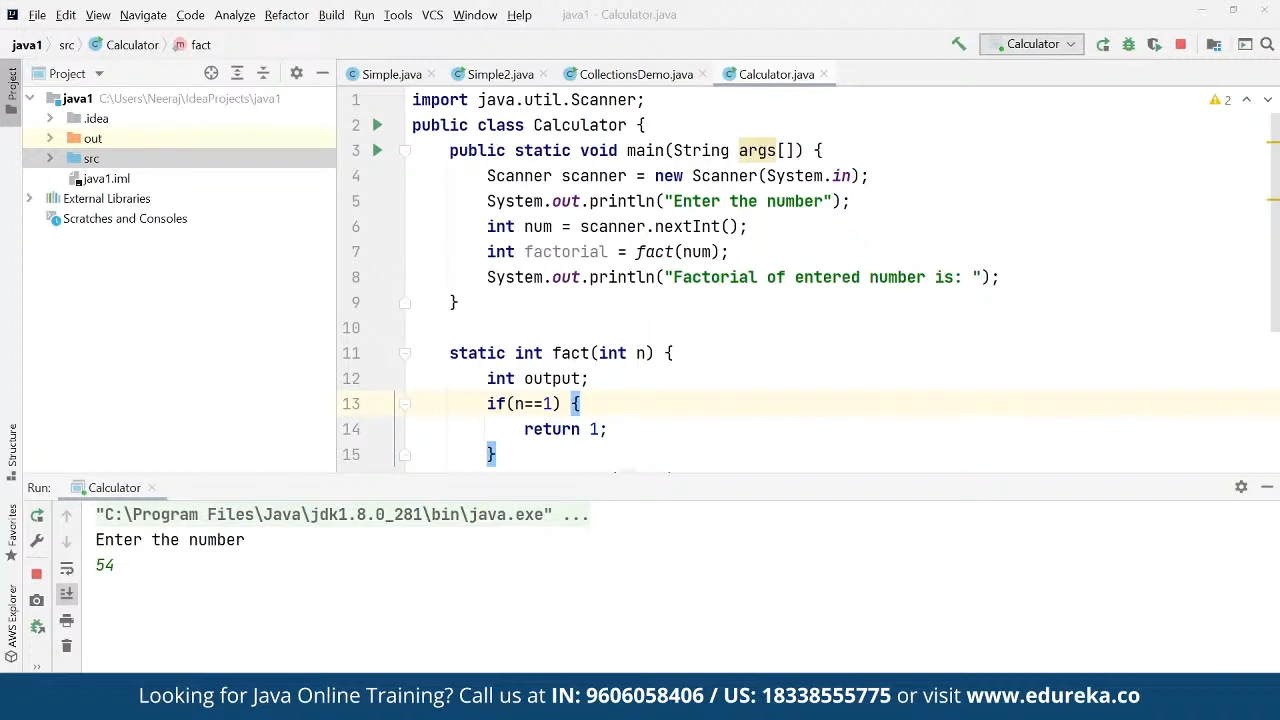 File Edit View Navigate Code Analyze Refactor Build Run Tools VCS Window Help java1 - Calculator.java
java1 src Calculator fact Calculator
Project Simple.java Simple2.java CollectionsDemo.java Calculator.java
Project
java1 C:\Users\Neeraj\IdeaProjects\java1
.idea
out
src
java1.iml
External Libraries
Scratches and Consoles
2
1 import java.util.Scanner;
2 public class Calculator {
3 public static void main(String args[]) {
4 Scanner scanner = new Scanner(System.in);
5 System.out.println("Enter the number");
6 int num = scanner.nextInt();
7 int factorial = fact(num);
8 System.out.println("Factorial of entered number is: ");
9 }
10
11 static int fact(int n) {
12 int output;
13 if(n==1) {
14 return 1;
15 }
Structure
Favorites
AWS Explorer
Run: Calculator
"C:\Program Files\Java\jdk1.8.0_281\bin\java.exe" ...
Enter the number
54
Looking for Java Online Training? Call us at IN: 9606058406 / US: 18338555775 or visit www.edureka.co